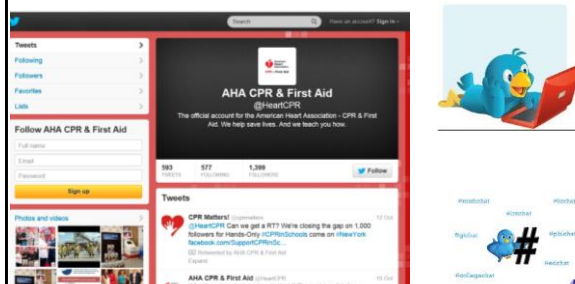 Search
Have an account? Sign in
Tweets
Following
Followers
Favorites
Lists
Follow AHA CPR & First Aid
Full name
Email
Password
Sign up
Photos and videos
AHA CPR & First Aid
@HeartCPR
The official account for the American Heart Association - CPR & First
Aid. We help save lives. And we teach you how.
593
TWEETS
577
FOLLOWING
1,399
FOLLOWERS
Follow
Tweets
CPR Matters!
12 Oct
@HeartCPR Can we get a RT? We're closing the gap on 1,000
followers for Hands-Only #CPRinSchools come on #NewYork
facebook.com/SupportCPRinSc...
Retweeted by AHA CPR & First Aid
Expand
AHA CPR & First Aid @HeartCPR
#